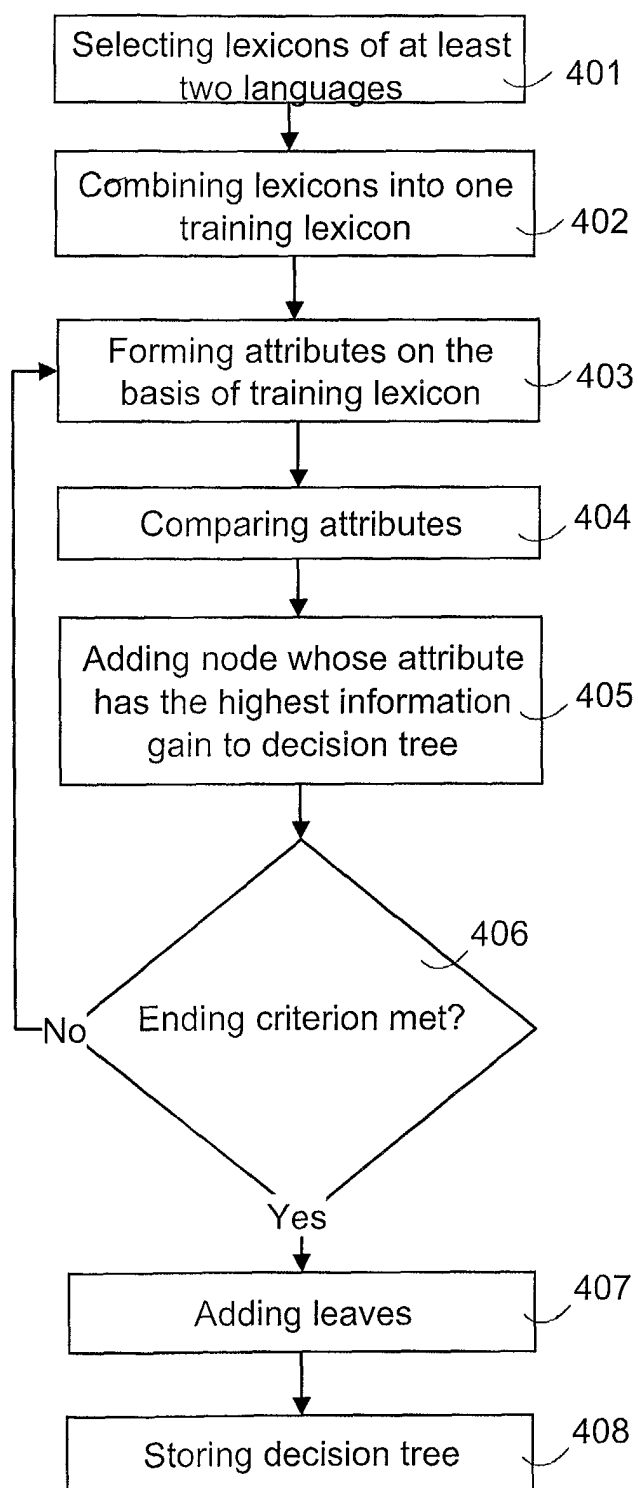 Selecting lexicons of at least
two languages
401
Combining lexicons into one
training lexicon
402
Forming attributes on the
basis of training lexicon
403
Comparing attributes
404
Adding node whose attribute
has the highest information
gain to decision tree
405
406
Ending criterion met?
No
Yes
Adding leaves
407
Storing decision tree
408